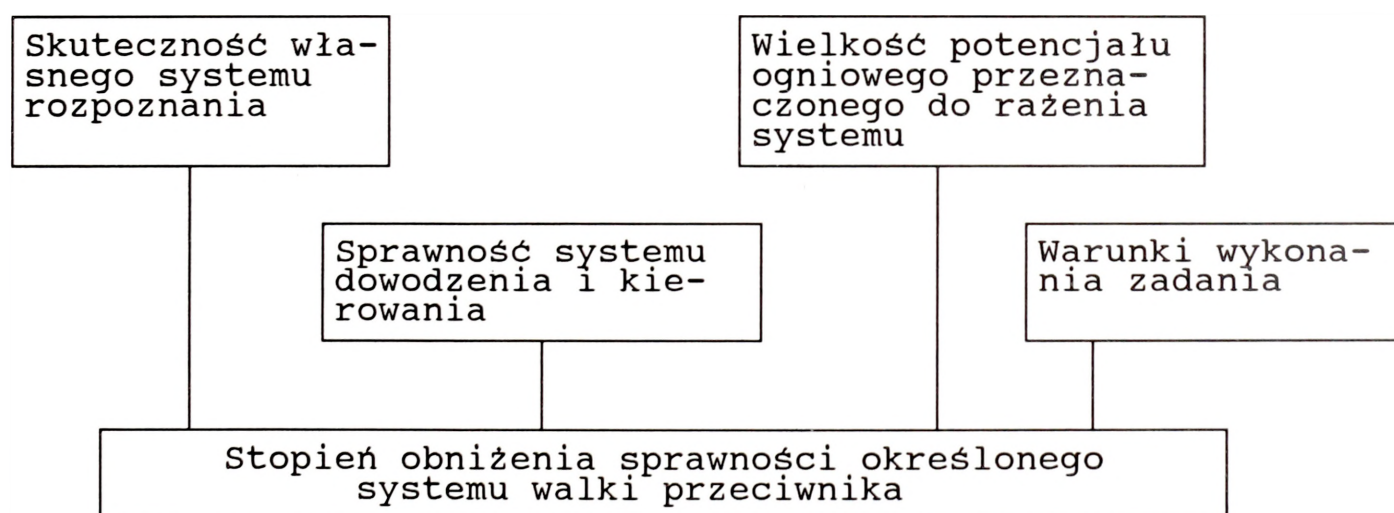 Skuteczność wła-
snego systemu
rozpoznania
Wielkość potencjału
ogniowego przezna-
czonego do rażenia
systemu
Sprawność systemu
dowodzenia i kie-
rowania
Warunki wykona-
nia zadania
Stopień obniżenia sprawności określonego
systemu walki przeciwnika